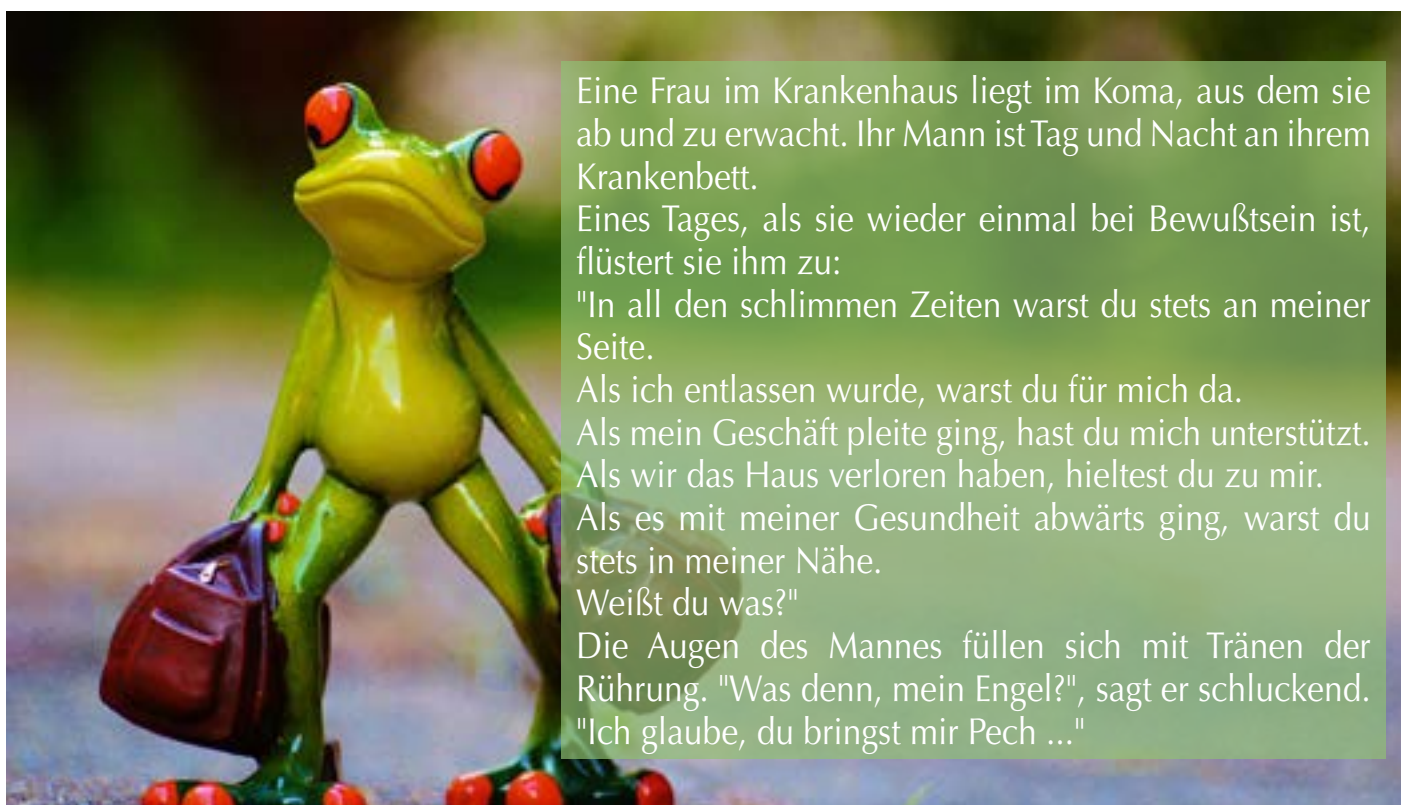 Eine Frau im Krankenhaus liegt im Koma, aus dem sie
ab und zu erwacht. Ihr Mann ist Tag und Nacht an ihrem
Krankenbett.
Eines Tages, als sie wieder einmal bei Bewußtsein ist,
flüstert sie ihm zu:
"In all den schlimmen Zeiten warst du stets an meiner
Seite.
Als ich entlassen wurde, warst du für mich da.
Als mein Geschäft pleite ging, hast du mich unterstützt.
Als wir das Haus verloren haben, hieltest du zu mir.
Als es mit meiner Gesundheit abwärts ging, warst du
stets in meiner Nähe.
Weißt du was?"
Die Augen des Mannes füllen sich mit Tränen der
Rührung. "Was denn, mein Engel?", sagt er schluckend.
"Ich glaube, du bringst mir Pech ..."